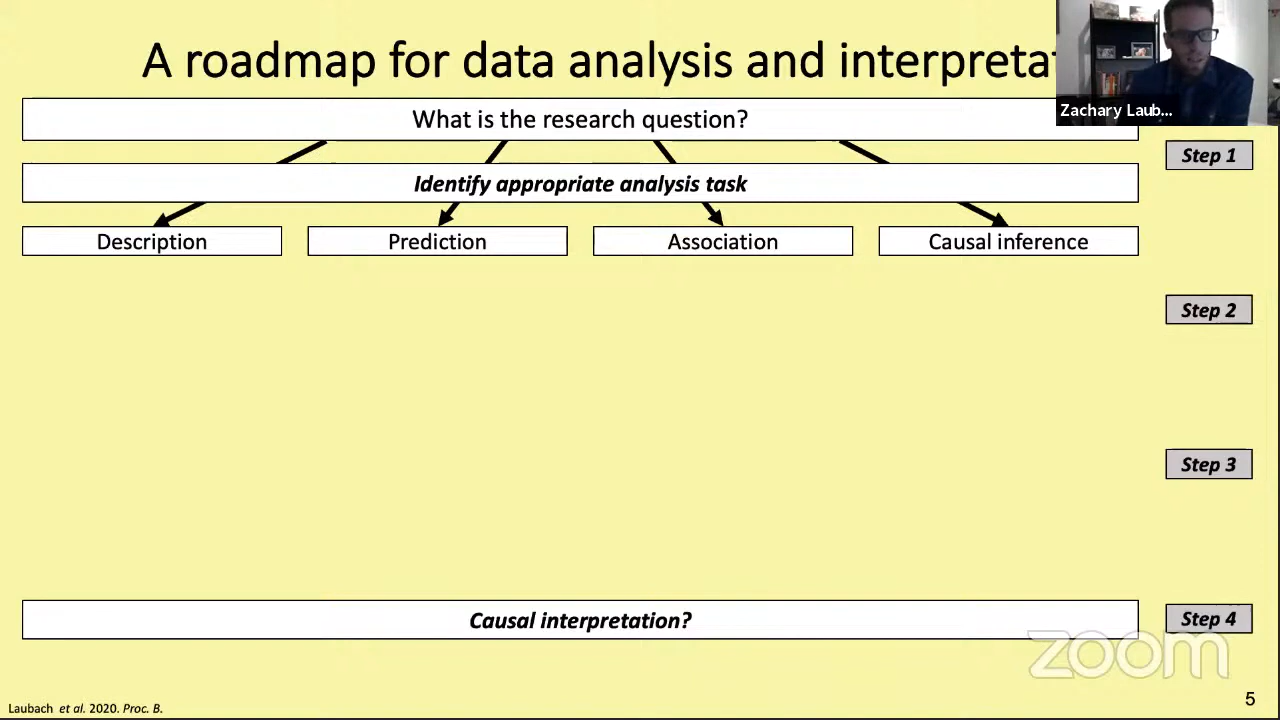 A roadmap for data analysis and interpretat
Zachary Laub...
What is the research question?
Step 1
Identify appropriate analysis task
Description
Prediction
Association
Causal inference
Step 2
Step 3
Causal interpretation?
Step 4
zoom
5
Laubach et al. 2020. Proc. B.